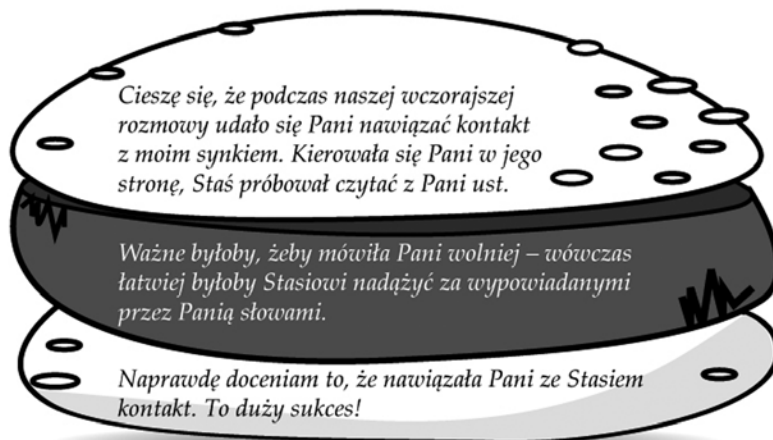 Cieszę się, że podczas naszej wczorajszej
rozmowy udało się Pani nawiązać kontakt
z moim synkiem. Kierowała się Pani w jego
stronę, Staś próbował czytać z Pani ust.
Ważne byłoby, żeby mówiła Pani wolniej – wówczas
łatwiej byłoby Stasiowi nadążyć za wypowiadanymi
przez Panią słowami.
Naprawdę doceniam to, że nawiązała Pani ze Stasiem
kontakt. To duży sukces!